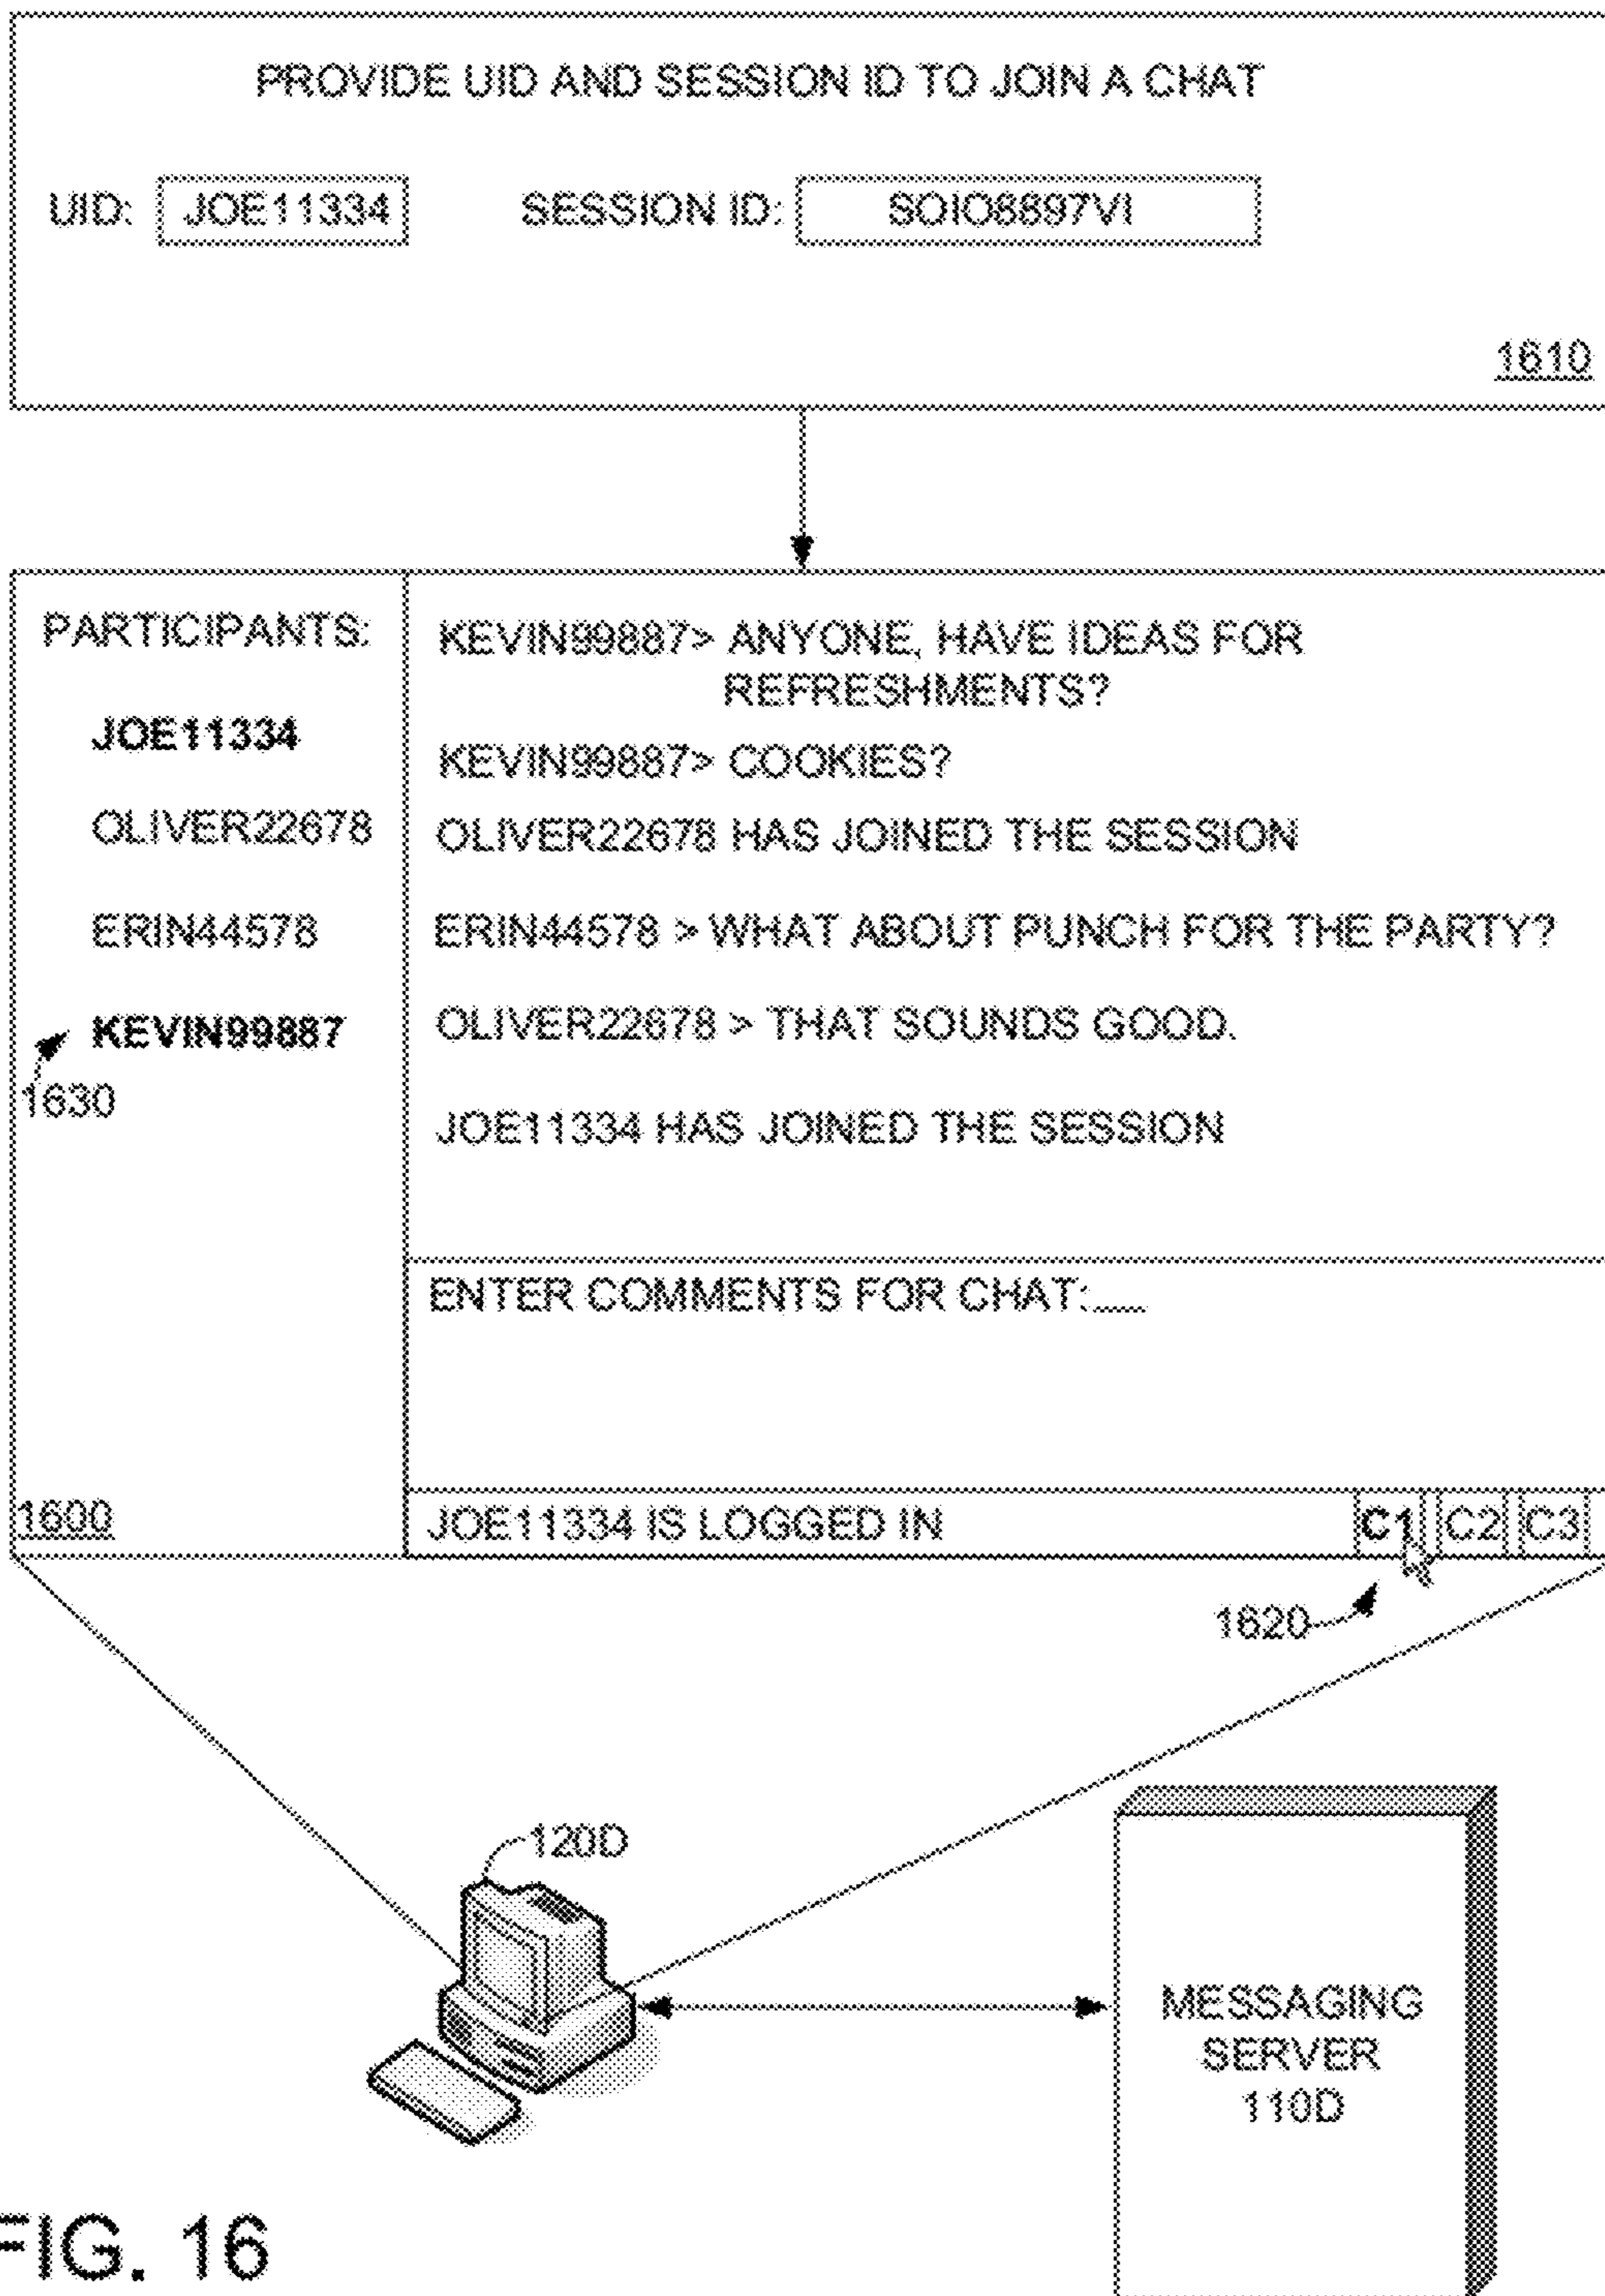 PROVIDE UID AND SESSION ID TO JOIN A CHAT
UID: JOE11334 SESSION ID: SOIO8897VI
1610
PARTICIPANTS:
JOE11334
OLIVER22678
ERIN44578
KEVIN99887
1630
1600
KEVIN99887> ANYONE, HAVE IDEAS FOR
REFRESHMENTS?
KEVIN99887> COOKIES?
OLIVER22678 HAS JOINED THE SESSION
ERIN44578 > WHAT ABOUT PUNCH FOR THE PARTY?
OLIVER22678 > THAT SOUNDS GOOD.
JOE11334 HAS JOINED THE SESSION
ENTER COMMENTS FOR CHAT:__
JOE11334 IS LOGGED IN C1 C2 C3
1620
120D
MESSAGING
SERVER
110D
FIG. 16